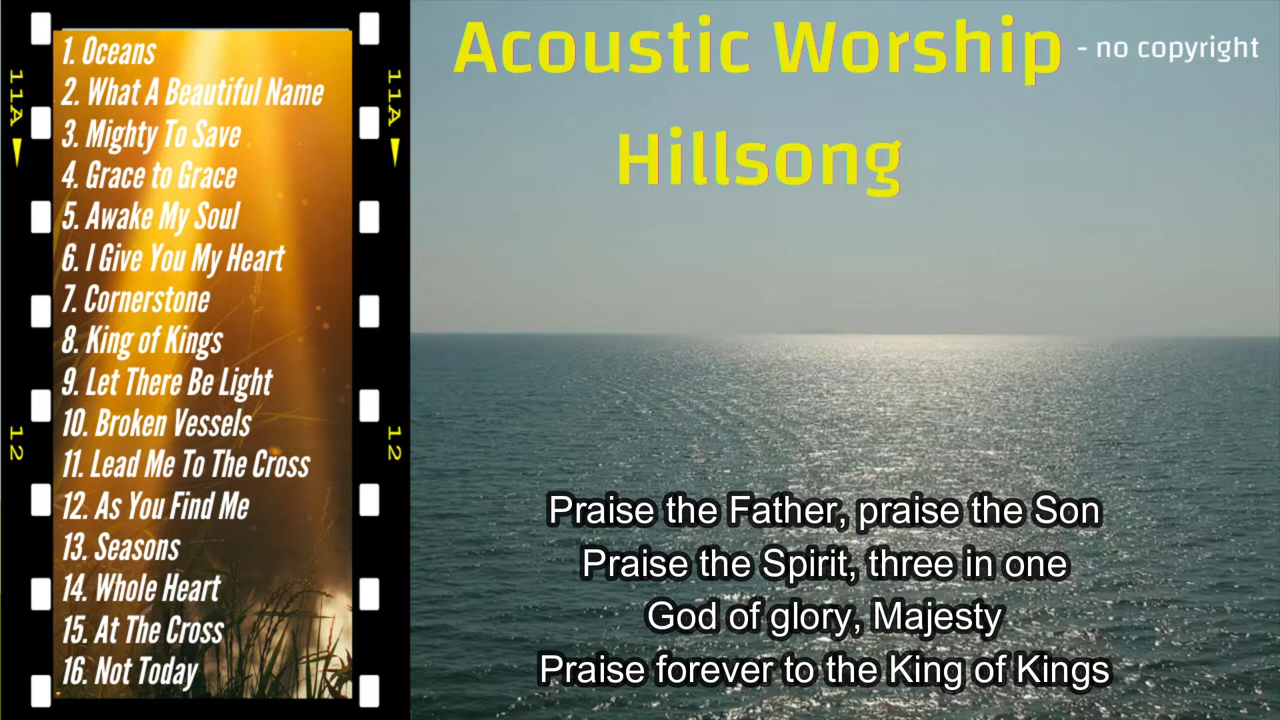 11A
12
1. Oceans
2. What A Beautiful Name
3. Mighty To Save
4. Grace to Grace
5. Awake My Soul
6. I Give You My Heart
7. Cornerstone
8. King of Kings
9. Let There Be Light
10. Broken Vessels
11. Lead Me To The Cross
12. As You Find Me
13. Seasons
14. Whole Heart
15. At The Cross
16. Not Today
11A
12
Acoustic Worship - no copyright
Hillsong
Praise the Father, praise the Son
Praise the Spirit, three in one
God of glory, Majesty
Praise forever to the King of Kings